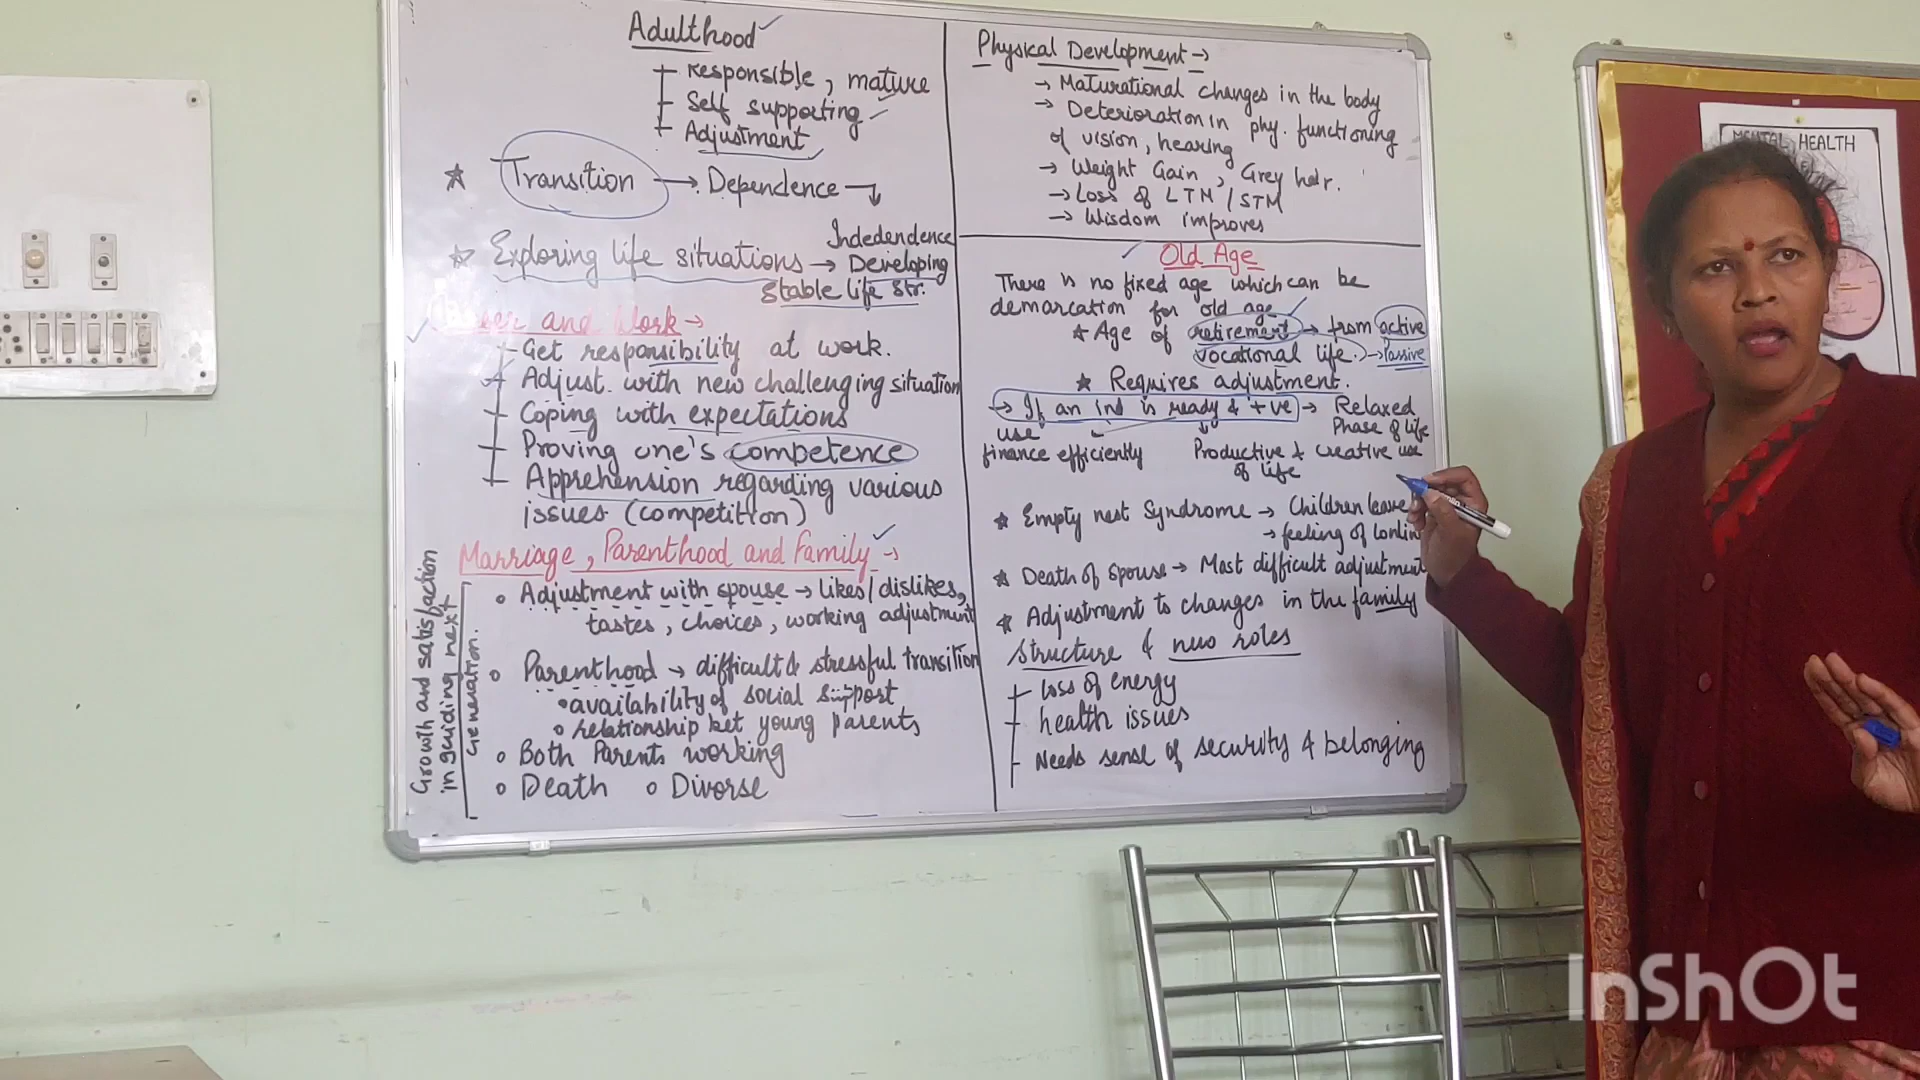 Adulthood
Responsible, mature
Self supporting
Adjustment
Transition → Dependence
Indedendence
Exploring life situations → Developing
Stable life Str.
and Work →
Get responsibility at work.
Adjust. with new challenging situation
Coping with expectations
Proving one's competence
Apprehension regarding various
issues (competition)
Marriage, Parenthood and Family →
Adjustment with spouse → likes/dislikes,
tastes, choices, working adjustment
Parenthood → difficult & stressful transition
availability of social support
relationship bet young parents
Both Parents working
Death Divorse
Growth and satisfaction
in guiding next
Generation.
Physical Development →
→ Maturational changes in the body
→ Deterioration in phy. functioning
of vision, hearing
→ Weight Gain, Grey hair.
→ Loss of LTM / STM
→ Wisdom improves
Old Age
There is no fixed age which can be
demarcation for old age
Age of retirement → from active
vocational life. → Passive
Requires adjustment.
→ If an ind is ready & +ve → Relaxed
Phase of life
use
finance efficiently
Productive & creative use
of life
Empty nest Syndrome → Children leave
→ feeling of
Death of Spouse → Most difficult adjustment
Adjustment to changes in the family
structure & new roles
loss of energy
health issues
Needs sense of security & belonging
MENTAL HEALTH
InShOt